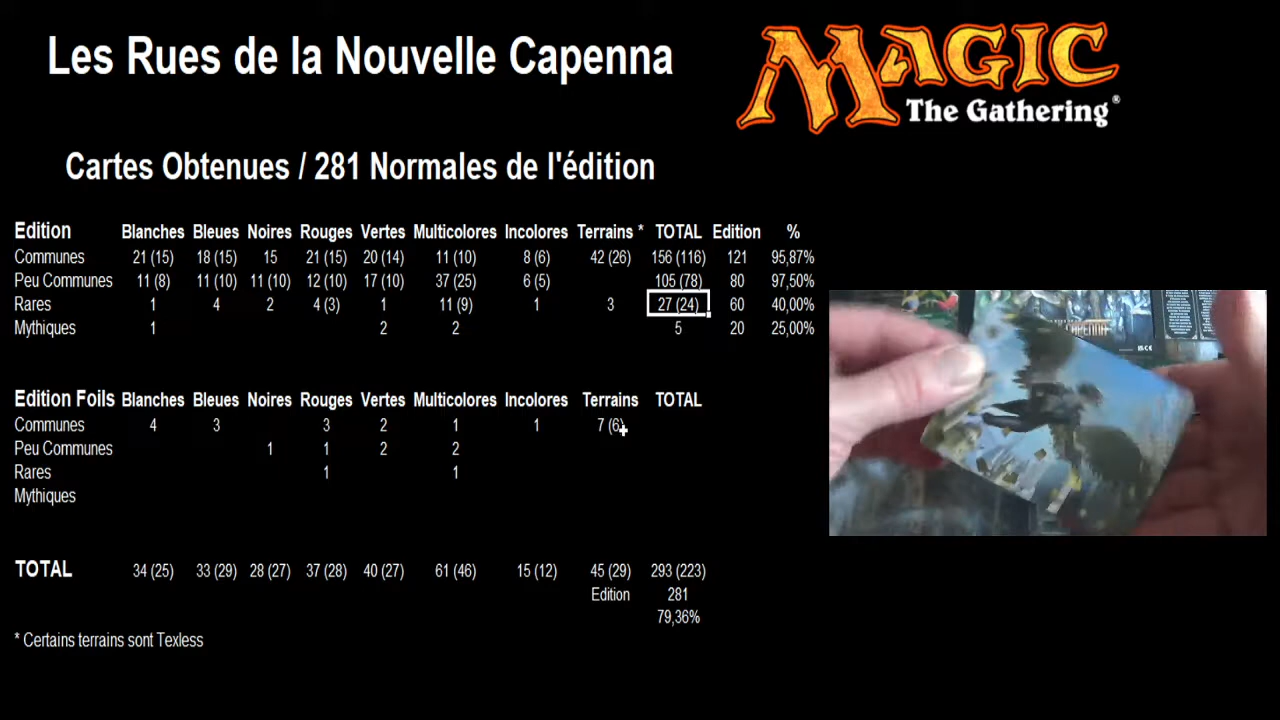 Les Rues de la Nouvelle Capenna
MAGIC
The Gathering®
Cartes Obtenues / 281 Normales de l'édition
Edition Blanches Bleues Noires Rouges Vertes Multicolores Incolores Terrains * TOTAL Edition %
Communes 21 (15) 18 (15) 15 21 (15) 20 (14) 11 (10) 8 (6) 42 (26) 156 (116) 121 95,87%
Peu Communes 11 (8) 11 (10) 11 (10) 12 (10) 17 (10) 37 (25) 6 (5) 105 (78) 80 97,50%
Rares 1 4 2 4 (3) 1 11 (9) 1 3 27 (24) 60 40,00%
Mythiques 1 2 2 5 20 25,00%
CAPENNA
Edition Foils Blanches Bleues Noires Rouges Vertes Multicolores Incolores Terrains TOTAL
Communes 4 3 3 2 1 1 7 (6)
Peu Communes 1 1 2 2
Rares 1 1
Mythiques
TOTAL 34 (25) 33 (29) 28 (27) 37 (28) 40 (27) 61 (46) 15 (12) 45 (29) 293 (223)
Edition 281
79,36%
* Certains terrains sont Texless